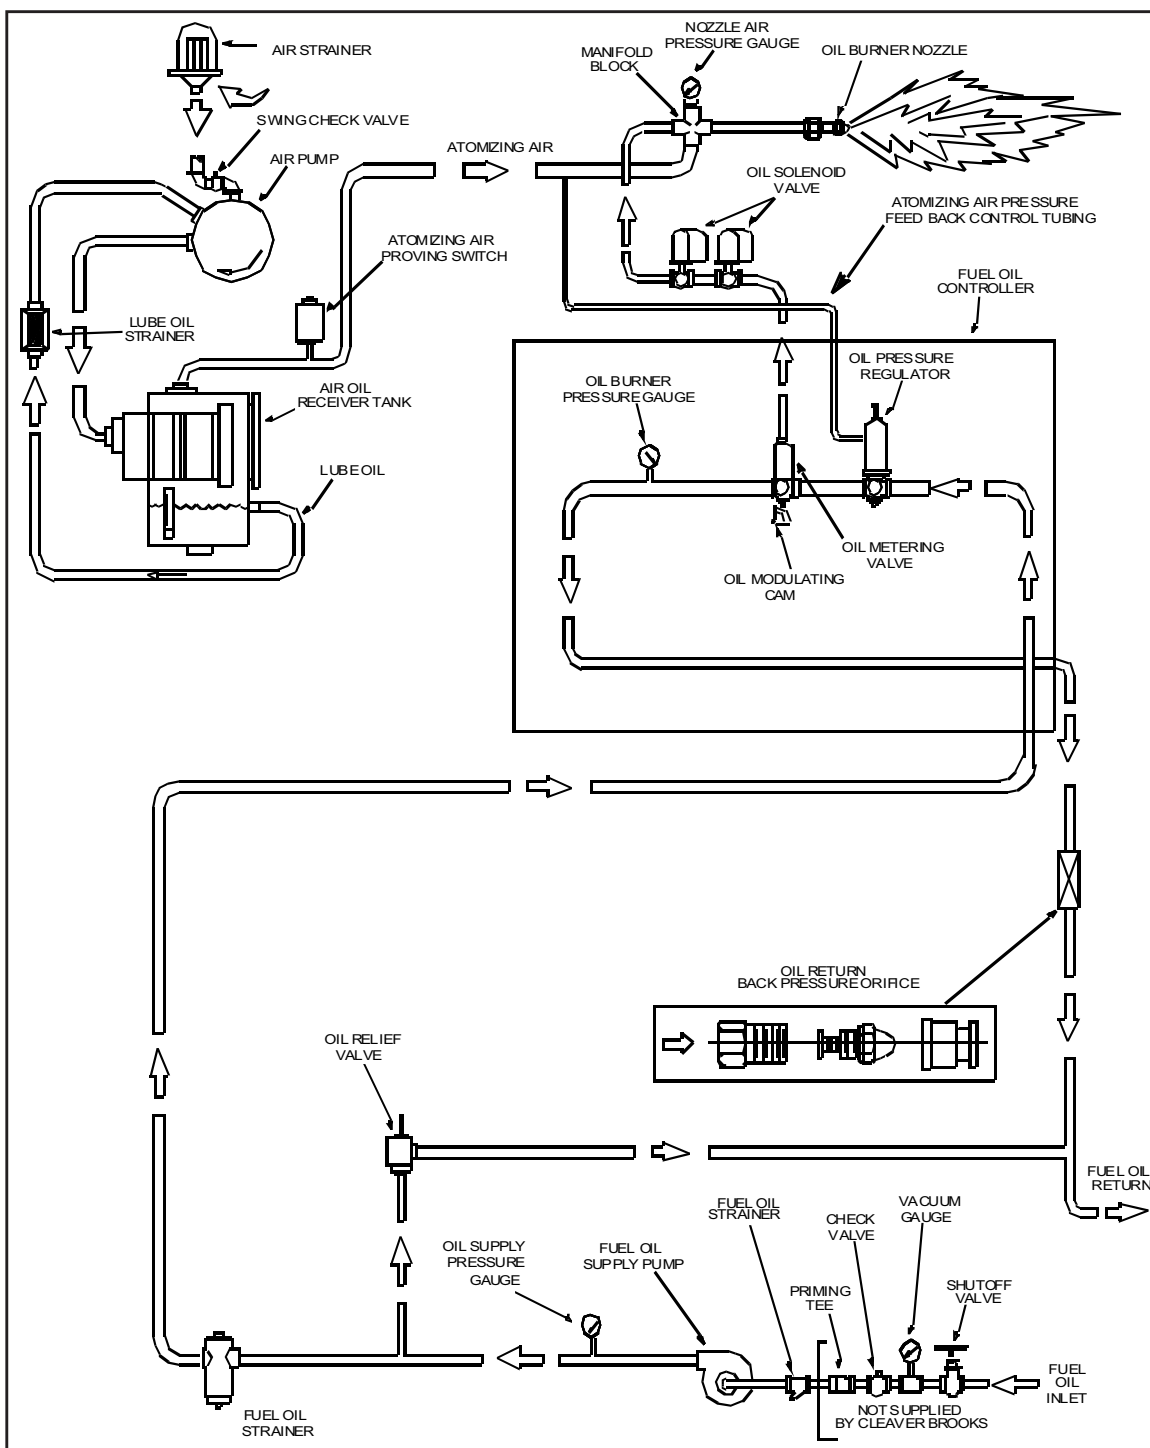 NOZZLE AIR
PRESSURE GAUGE
AIR STRAINER
MANIFOLD
BLOCK
OIL BURNER NOZZLE
SWING CHECK VALVE
ATOMIZING AIR
AIR PUMP
OIL SOLENOID
VALVE
ATOMIZING AIR PRESSURE
FEED BACK CONTROL TUBING
ATOMIZING AIR
PROVING SWITCH
FUEL OIL
CONTROLLER
LUBE OIL
STRAINER
OIL PRESSURE
REGULATOR
OIL BURNER
PRESSURE GAUGE
AIR OIL
RECEIVER TANK
LUBE OIL
OIL METERING
VALVE
OIL MODULATING
CAM
OIL RETURN
BACK PRESSURE ORIFICE
OIL RELIEF
VALVE
FUEL OIL
RETURN
FUEL OIL
STRAINER
VACUUM
GAUGE
CHECK
VALVE
OIL SUPPLY
PRESSURE
GAUGE
FUEL OIL
SUPPLY PUMP
PRIMING
TEE
SHUTOFF
VALVE
FUEL
OIL
INLET
NOT SUPPLIED
BY CLEAVER BROOKS
FUEL OIL
STRAINER